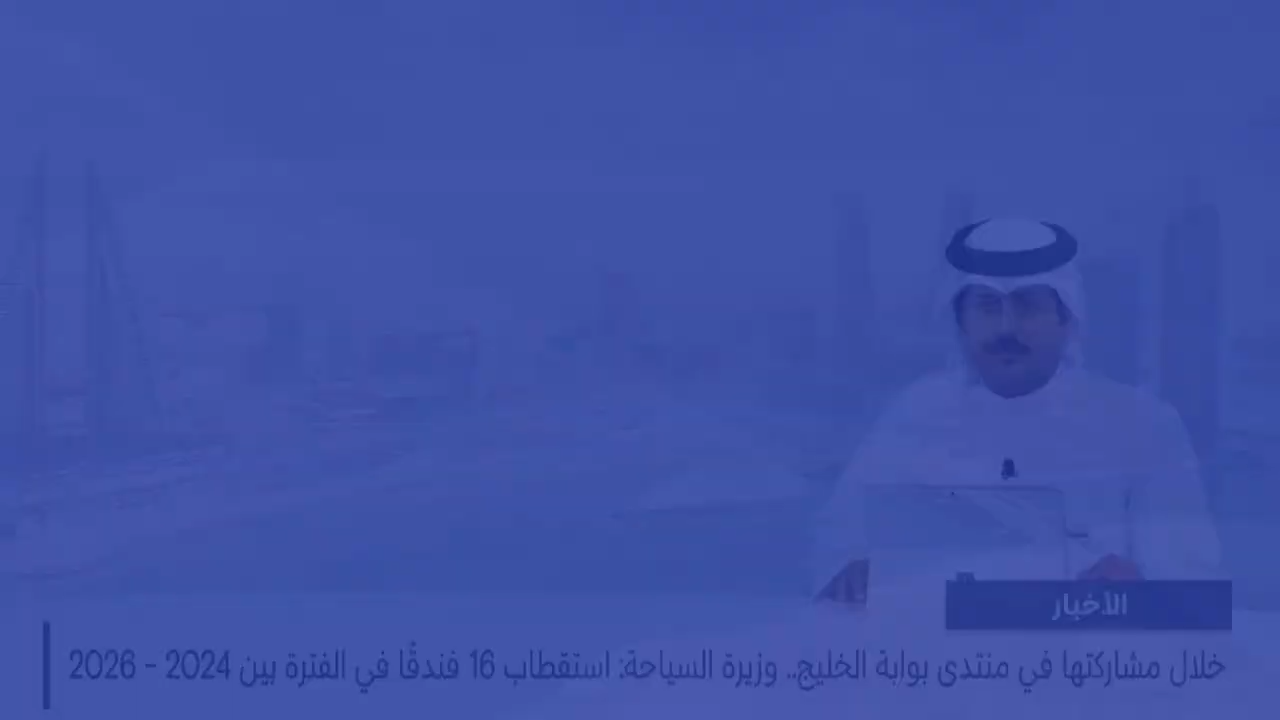 الأخبار
خلال مشاركتها في منتدى بوابة الخليج.. وزيرة السياحة: استقطاب 16 فندقًا في الفترة بين 2024 - 2026